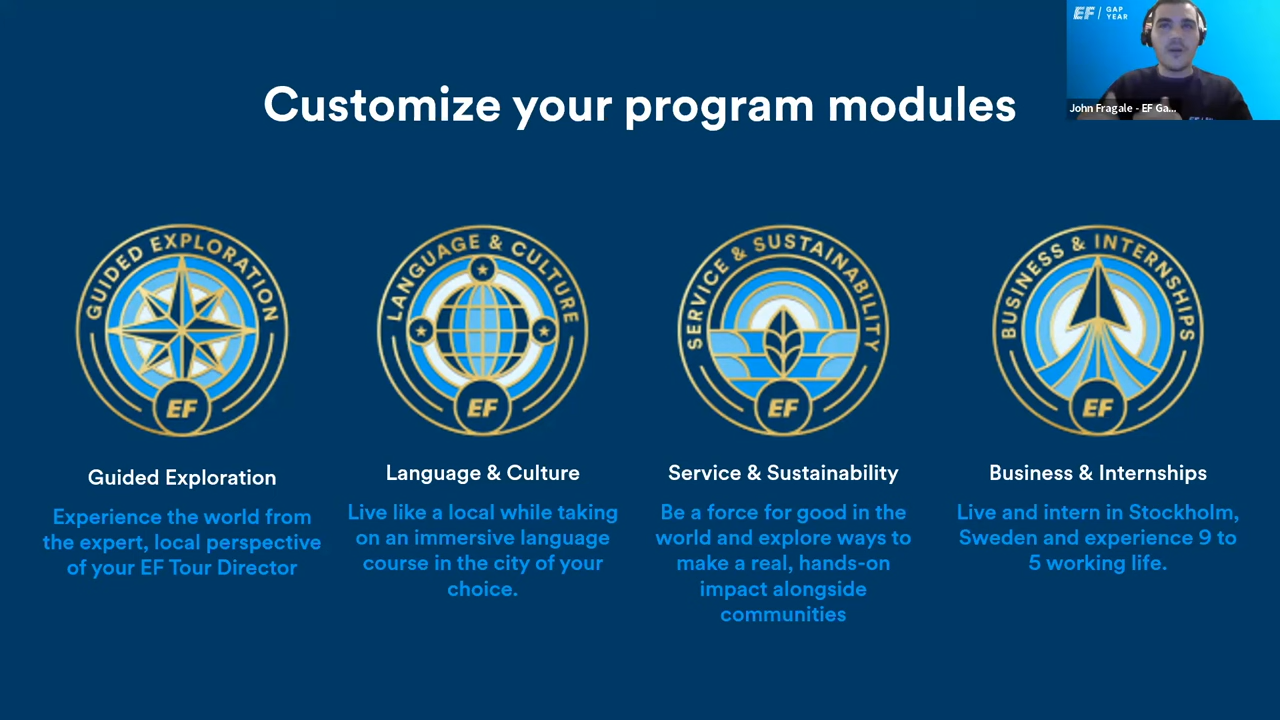 EF / GAP
YEAR
John Fragale - EF Ga...
Customize your program modules
GUIDED EXPLORATION
EF
LANGUAGE & CULTURE
EF
SERVICE & SUSTAINABILITY
EF
BUSINESS & INTERNSHIPS
EF
Guided Exploration
Experience the world from
the expert, local perspective
of your EF Tour Director
Language & Culture
Live like a local while taking
on an immersive language
course in the city of your
choice.
Service & Sustainability
Be a force for good in the
world and explore ways to
make a real, hands-on
impact alongside
communities
Business & Internships
Live and intern in Stockholm,
Sweden and experience 9 to
5 working life.